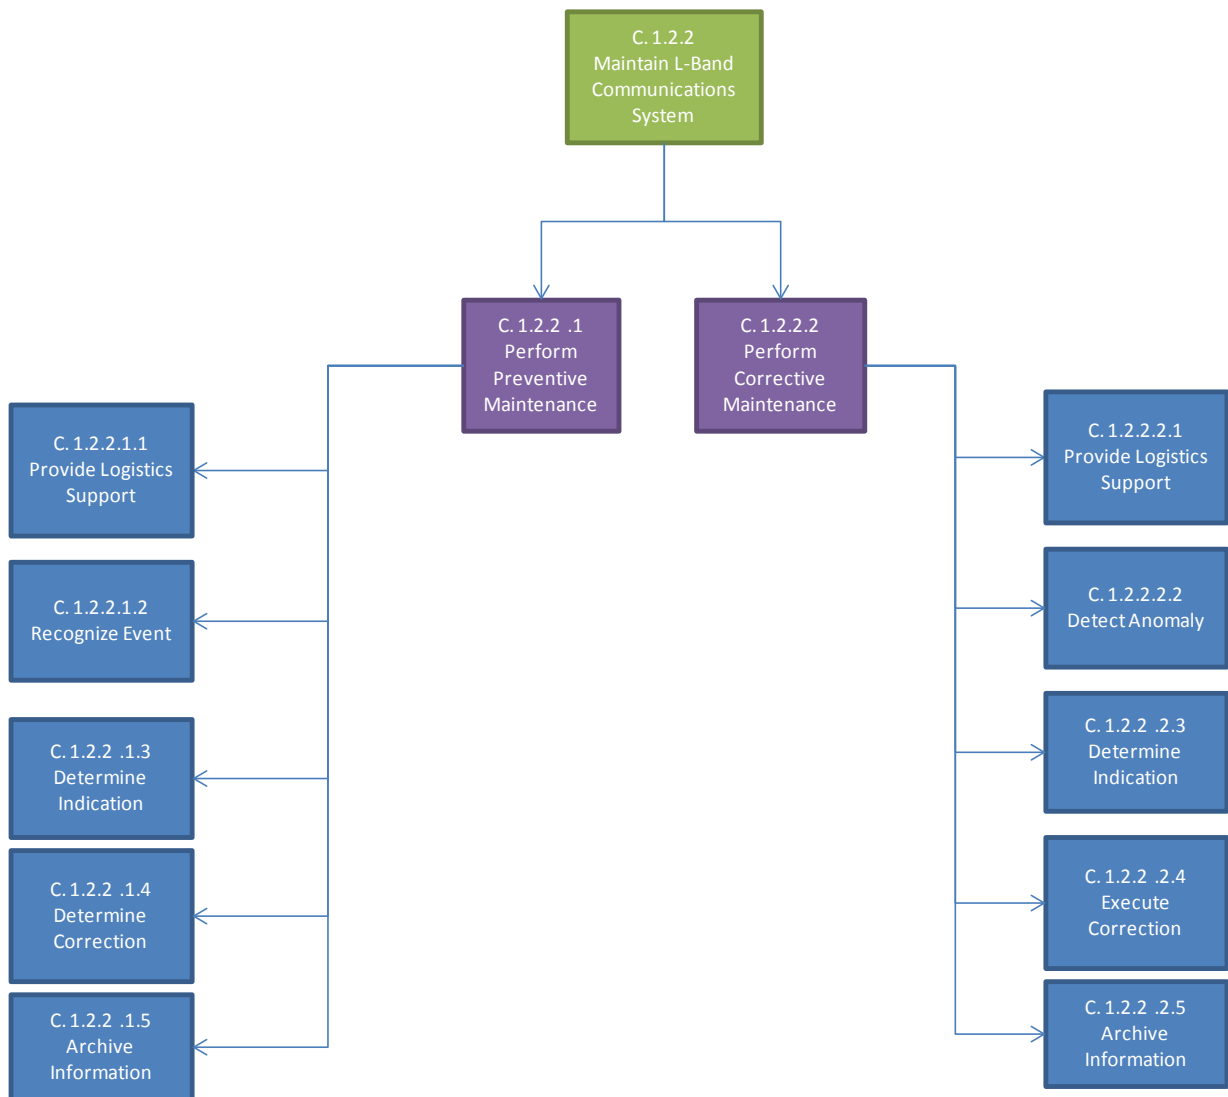 C. 1.2.2
Maintain L-Band
Communications
System
C. 1.2.2 .1
Perform
Preventive
Maintenance
C. 1.2.2.2
Perform
Corrective
Maintenance
C. 1.2.2.1.1
Provide Logistics
Support
C. 1.2.2.1.2
Recognize Event
C. 1.2.2 .1.3
Determine
Indication
C. 1.2.2 .1.4
Determine
Correction
C. 1.2.2 .1.5
Archive
Information
C. 1.2.2.2.1
Provide Logistics
Support
C. 1.2.2.2.2
Detect Anomaly
C. 1.2.2 .2.3
Determine
Indication
C. 1.2.2 .2.4
Execute
Correction
C. 1.2.2 .2.5
Archive
Information